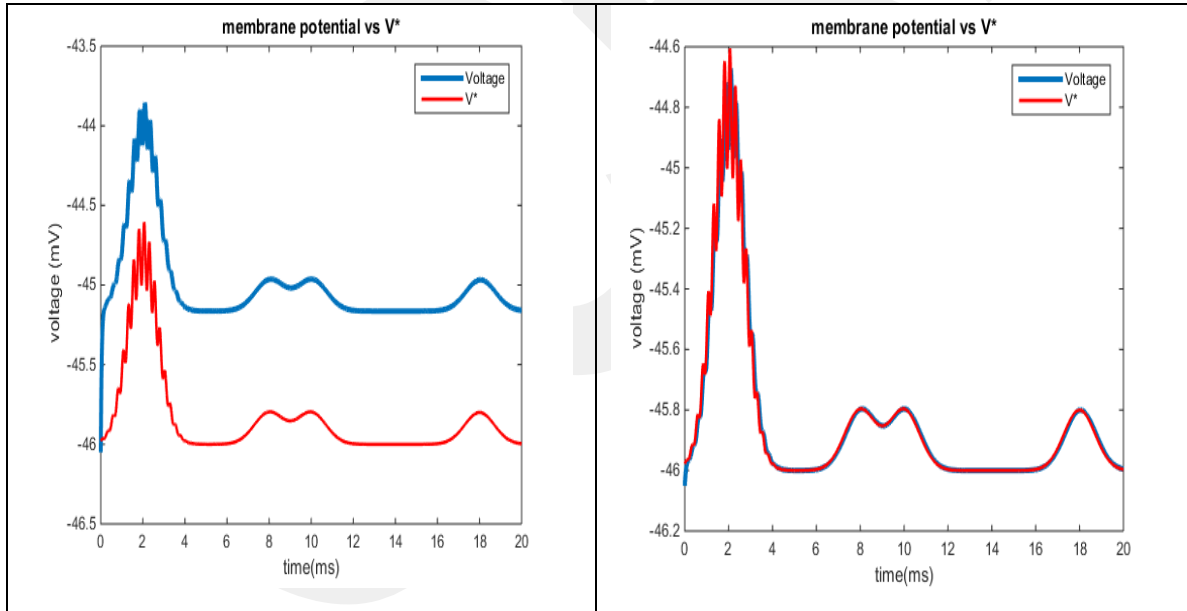 membrane potential vs V*
-43.5
-44
-44.5
-45
-45.5
-46
-46.5
voltage (mV)
Voltage
V*
0 2 4 6 8 10 12 14 16 18 20
time(ms)
membrane potential vs V*
-44.6
-44.8
-45
-45.2
-45.4
-45.6
-45.8
-46
-46.2
voltage (mV)
Voltage
V*
0 2 4 6 8 10 12 14 16 18 20
time(ms)